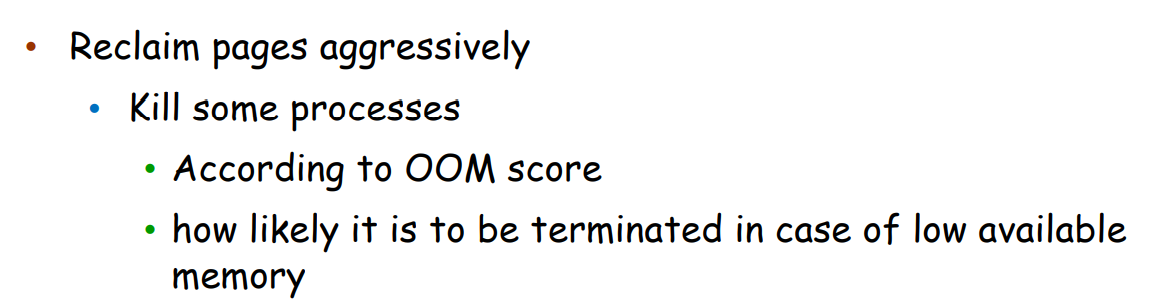 • Reclaim pages aggressively
• Kill some processes
• According to OOM score
• how likely it is to be terminated in case of low available
memory